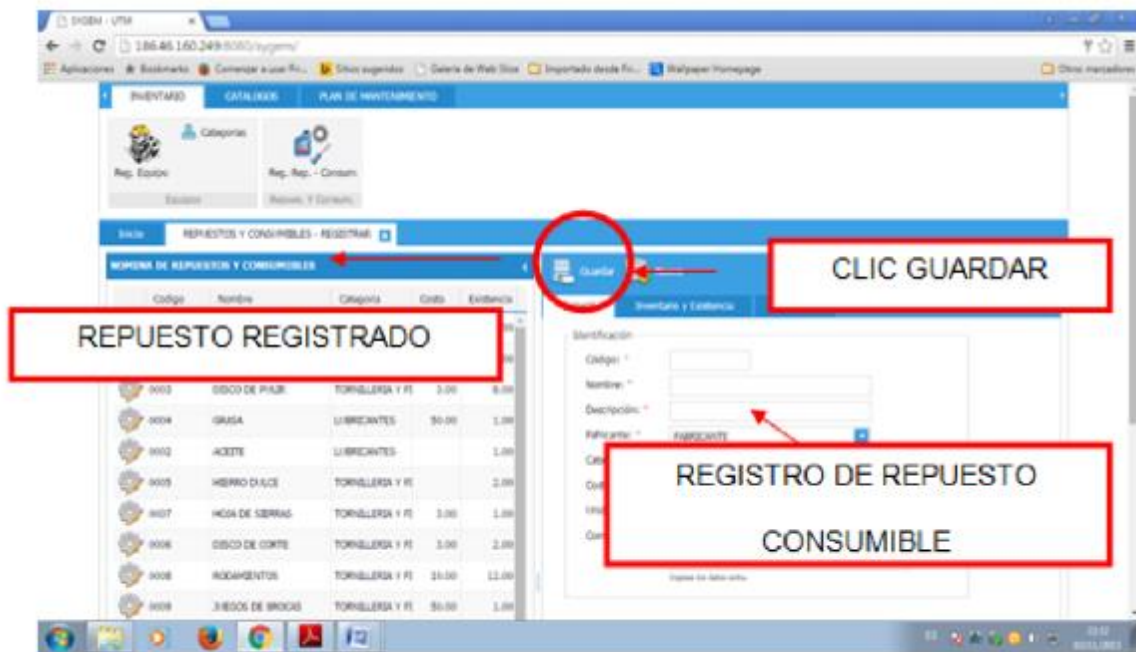 SYGEM - UTM
186.46.160.249:8080/sygem/
Aplicaciones Bookmarks Comenzar a usar Fir... Sitios sugeridos Galería de Web Slice Importado desde Fir... Wallpaper Homepage Otros marcadores
INVENTARIO CATALOGOS PLAN DE MANTENIMIENTO
Categorias
Reg. Equipo Reg. Rep. - Consum.
Equipos Repues. Y Consum.
Inicio REPUESTOS Y CONSUMIBLES - REGISTRAR
NOMINA DE REPUESTOS Y CONSUMIBLES
Guardar
CLIC GUARDAR
Codigo Nombre Categoria Costo Existencia
Inventario y Existencia
REPUESTO REGISTRADO
Identificación
Código: *
Nombre: *
Descripción: *
Fabricante: * FABRICANTE
0003 DISCO DE PULIR TORNILLERIA Y FI 3.00
0004 GRASA LUBRICANTES 50.00 1.00
0002 ACEITE LUBRICANTES 1.00
0005 HIERRO DULCE TORNILLERIA Y FI 2.00
0007 HOJA DE SIERRAS TORNILLERIA Y FI 3.00 1.00
0006 DISCO DE CORTE TORNILLERIA Y FI 3.00 2.00
0008 RODAMIENTOS TORNILLERIA Y FI 12.00
0009 JUEGOS DE BROCAS TORNILLERIA Y FI 50.00 1.00
REGISTRO DE REPUESTO
CONSUMIBLE